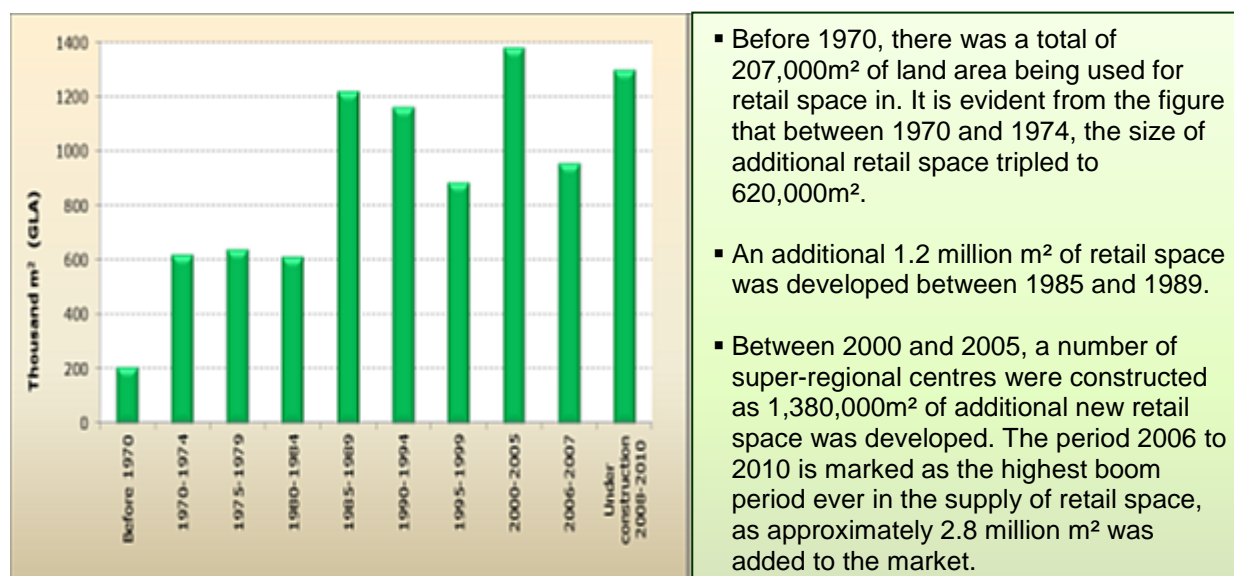 1400
1200
1000
800
600
400
200
0
Thousand m² (GLA)
Before 1970
1970-1974
1975-1979
1980-1984
1985-1989
1990-1994
1995-1999
2000-2005
2006-2007
Under
construction
2008-2010
▪ Before 1970, there was a total of
207,000m² of land area being used for
retail space in. It is evident from the figure
that between 1970 and 1974, the size of
additional retail space tripled to
620,000m².
▪ An additional 1.2 million m² of retail space
was developed between 1985 and 1989.
▪ Between 2000 and 2005, a number of
super-regional centres were constructed
as 1,380,000m² of additional new retail
space was developed. The period 2006 to
2010 is marked as the highest boom
period ever in the supply of retail space,
as approximately 2.8 million m² was
added to the market.